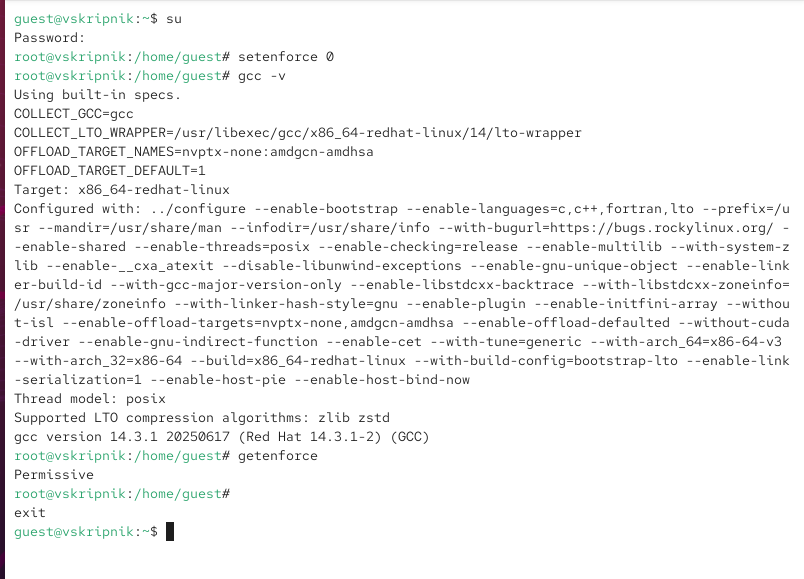 guest@vskripnik:~$ su
Password:
root@vskripnik:/home/guest# setenforce 0
root@vskripnik:/home/guest# gcc -v
Using built-in specs.
COLLECT_GCC=gcc
COLLECT_LTO_WRAPPER=/usr/libexec/gcc/x86_64-redhat-linux/14/lto-wrapper
OFFLOAD_TARGET_NAMES=nvptx-none:amdgcn-amdhsa
OFFLOAD_TARGET_DEFAULT=1
Target: x86_64-redhat-linux
Configured with: ../configure --enable-bootstrap --enable-languages=c,c++,fortran,lto --prefix=/u
sr --mandir=/usr/share/man --infodir=/usr/share/info --with-bugurl=https://bugs.rockylinux.org/ -
-enable-shared --enable-threads=posix --enable-checking=release --enable-multilib --with-system-z
lib --enable-__cxa_atexit --disable-libunwind-exceptions --enable-gnu-unique-object --enable-link
er-build-id --with-gcc-major-version-only --enable-libstdcxx-backtrace --with-libstdcxx-zoneinfo=
/usr/share/zoneinfo --with-linker-hash-style=gnu --enable-plugin --enable-initfini-array --withou
t-isl --enable-offload-targets=nvptx-none,amdgcn-amdhsa --enable-offload-defaulted --without-cuda
-driver --enable-gnu-indirect-function --enable-cet --with-tune=generic --with-arch_64=x86-64-v3
--with-arch_32=x86-64 --build=x86_64-redhat-linux --with-build-config=bootstrap-lto --enable-link
-serialization=1 --enable-host-pie --enable-host-bind-now
Thread model: posix
Supported LTO compression algorithms: zlib zstd
gcc version 14.3.1 20250617 (Red Hat 14.3.1-2) (GCC)
root@vskripnik:/home/guest# getenforce
Permissive
root@vskripnik:/home/guest#
exit
guest@vskripnik:~$